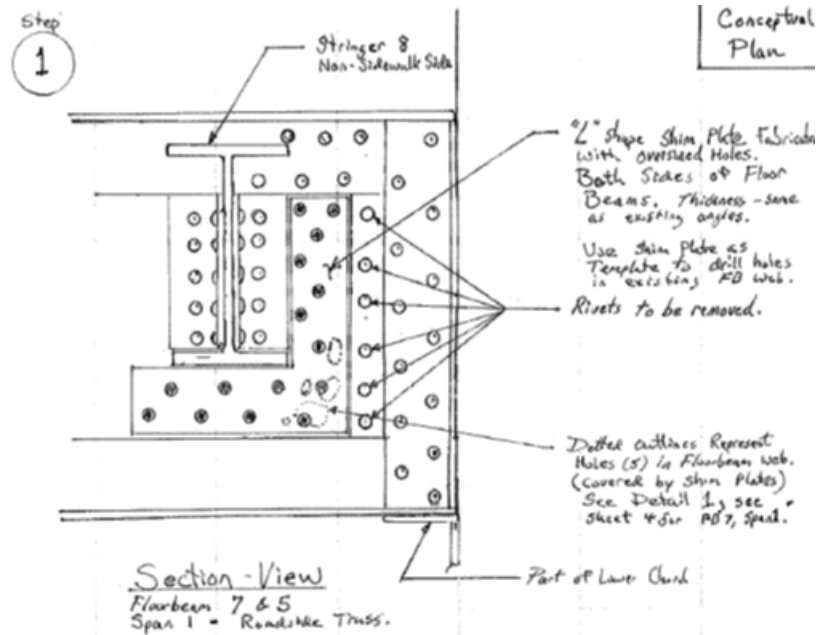 Step
1
Conceptual
Plan
Stringer 8
Non-Sidewalk Side
"L" shape Shim Plate Fabricated
with oversized Holes.
Both Sides of Floor
Beams. Thickness - same
as existing angles.
Use Shim Plate as
Template to drill holes
in existing FB web.
Rivets to be removed.
Dotted outlines Represent
Holes (5) in Floorbeam web.
(covered by shim plates)
See Detail 1, see
sheet 4 for FB 7, Span 1.
Part of Lower Chord
Section - View
Floorbeam 7 & 5
Span 1 - Roadside Truss.